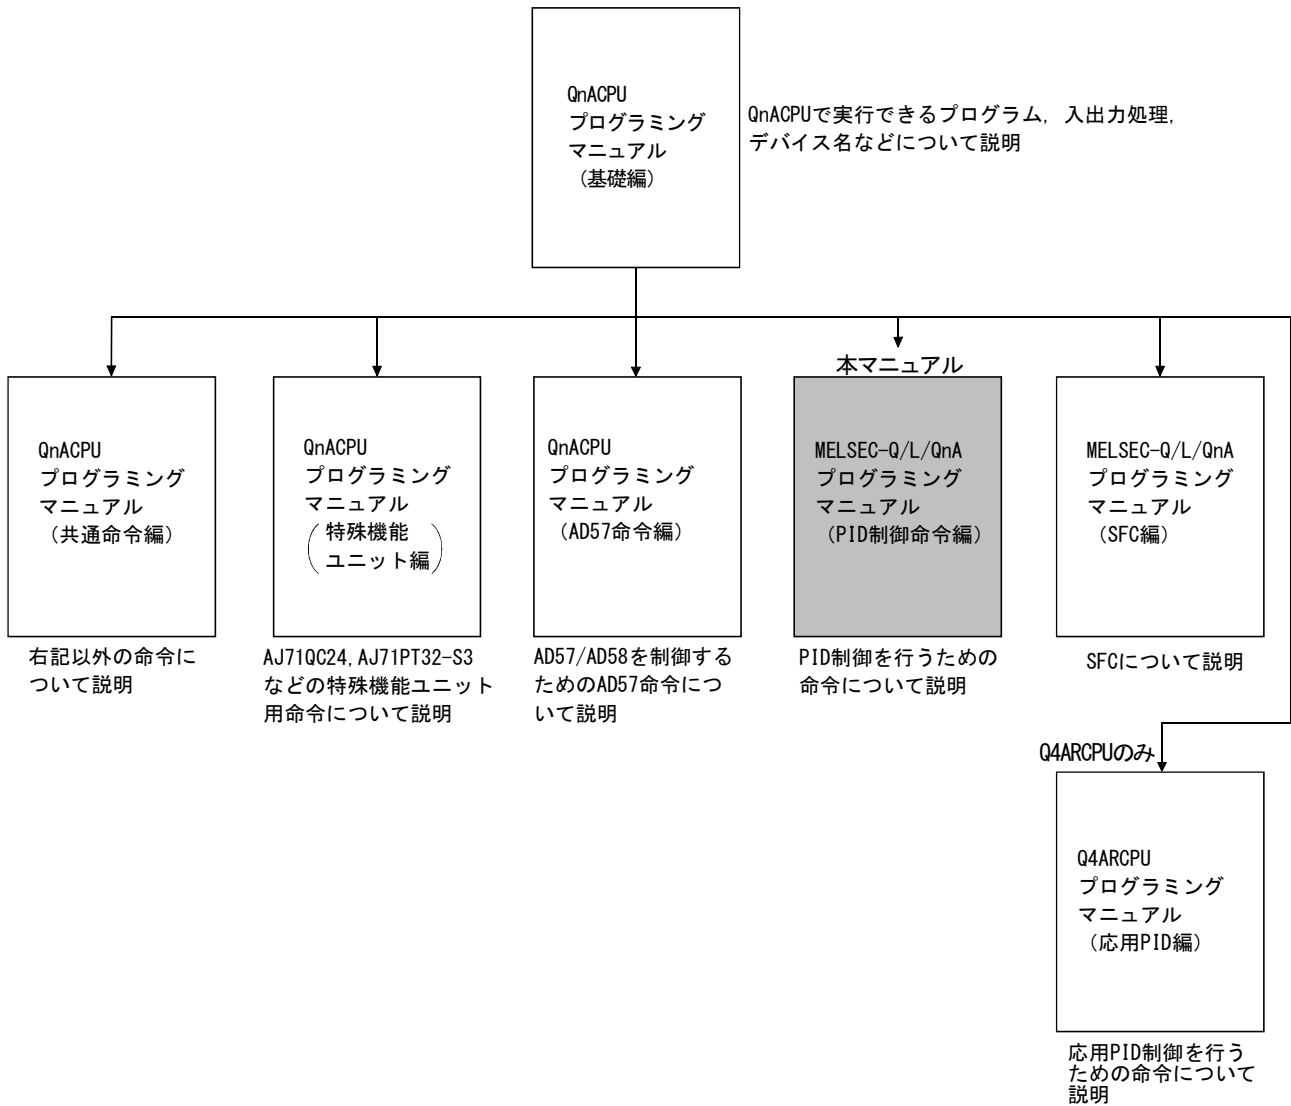 QnACPU
プログラミング
マニュアル
(基礎編)
QnACPUで実行できるプログラム, 入出力処理,
デバイス名などについて説明
QnACPU
プログラミング
マニュアル
(共通命令編)
右記以外の命令に
ついて説明
QnACPU
プログラミング
マニュアル
(特殊機能
ユニット編)
AJ71QC24,AJ71PT32-S3
などの特殊機能ユニット
用命令について説明
QnACPU
プログラミング
マニュアル
(AD57命令編)
AD57/AD58を制御する
ためのAD57命令につ
いて説明
本マニュアル
MELSEC-Q/L/QnA
プログラミング
マニュアル
(PID制御命令編)
PID制御を行うための
命令について説明
MELSEC-Q/L/QnA
プログラミング
マニュアル
(SFC編)
SFCについて説明
Q4ARCPUのみ
Q4ARCPU
プログラミング
マニュアル
(応用PID編)
応用PID制御を行う
ための命令について
説明